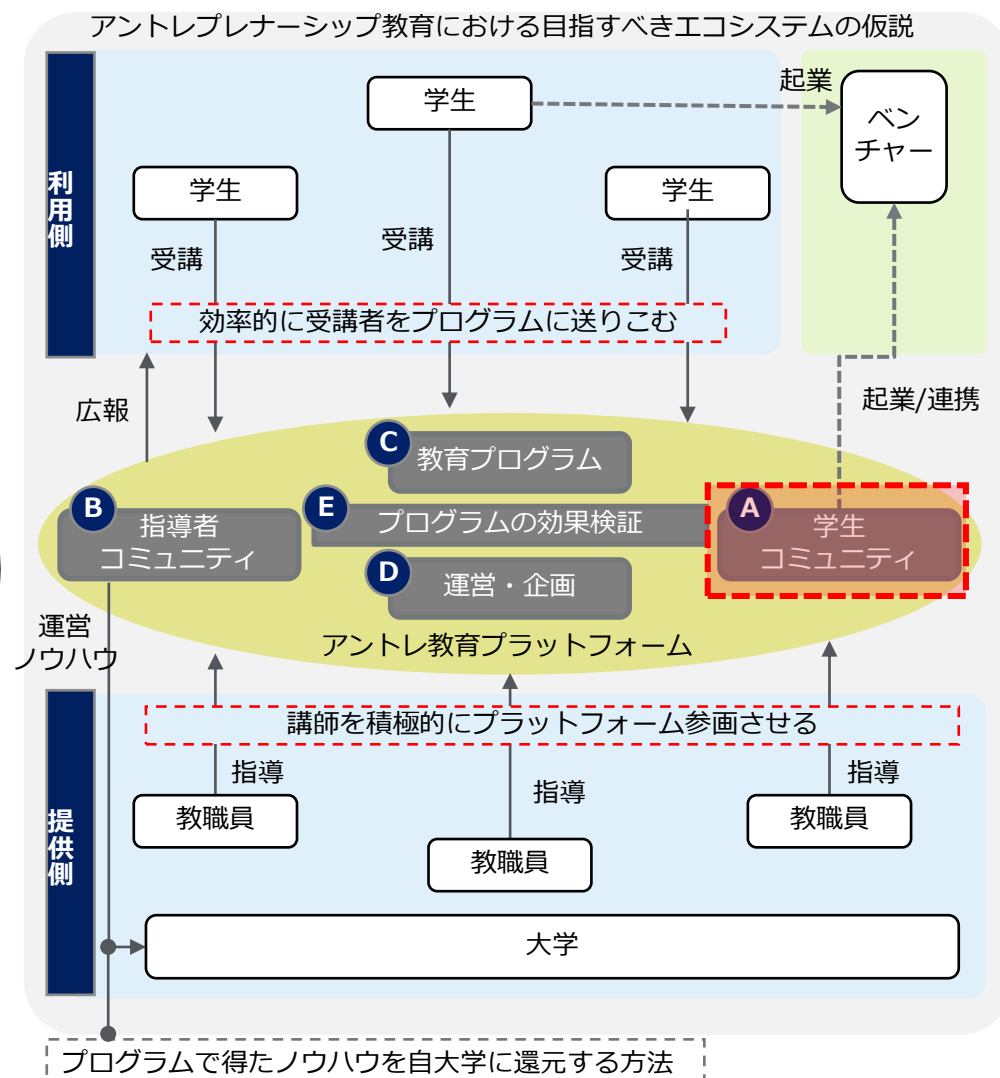 アントレプレナーシップ教育における目指すべきエコシステムの仮説
利用側
学生
起業
ベン
チャー
学生
学生
受講
受講
受講
効率的に受講者をプログラムに送りこむ
広報
起業/連携
C
教育プログラム
B
指導者
コミュニティ
E
プログラムの効果検証
A
学生
コミュニティ
D
運営・企画
アントレ教育プラットフォーム
運営
ノウハウ
提供側
講師を積極的にプラットフォーム参画させる
指導
指導
指導
教職員
教職員
教職員
大学
プログラムで得たノウハウを自大学に還元する方法